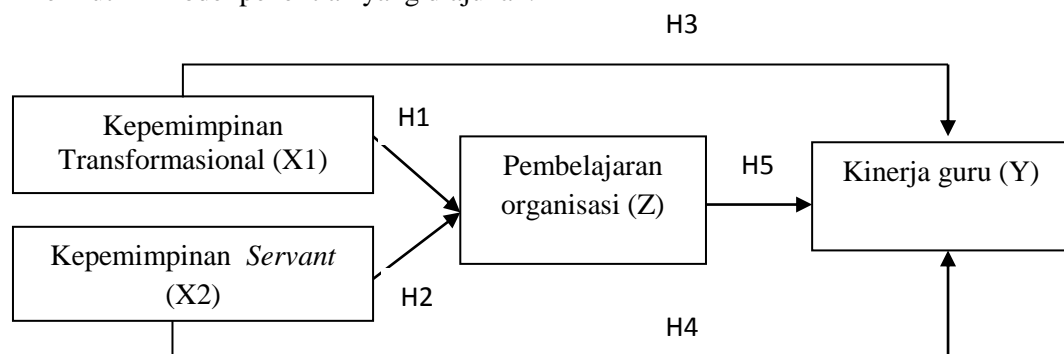 H3
Kepemimpinan
Transformasional (X1)
H1
Pembelajaran
organisasi (Z)
H5
Kinerja guru (Y)
Kepemimpinan Servant
(X2)
H2
H4